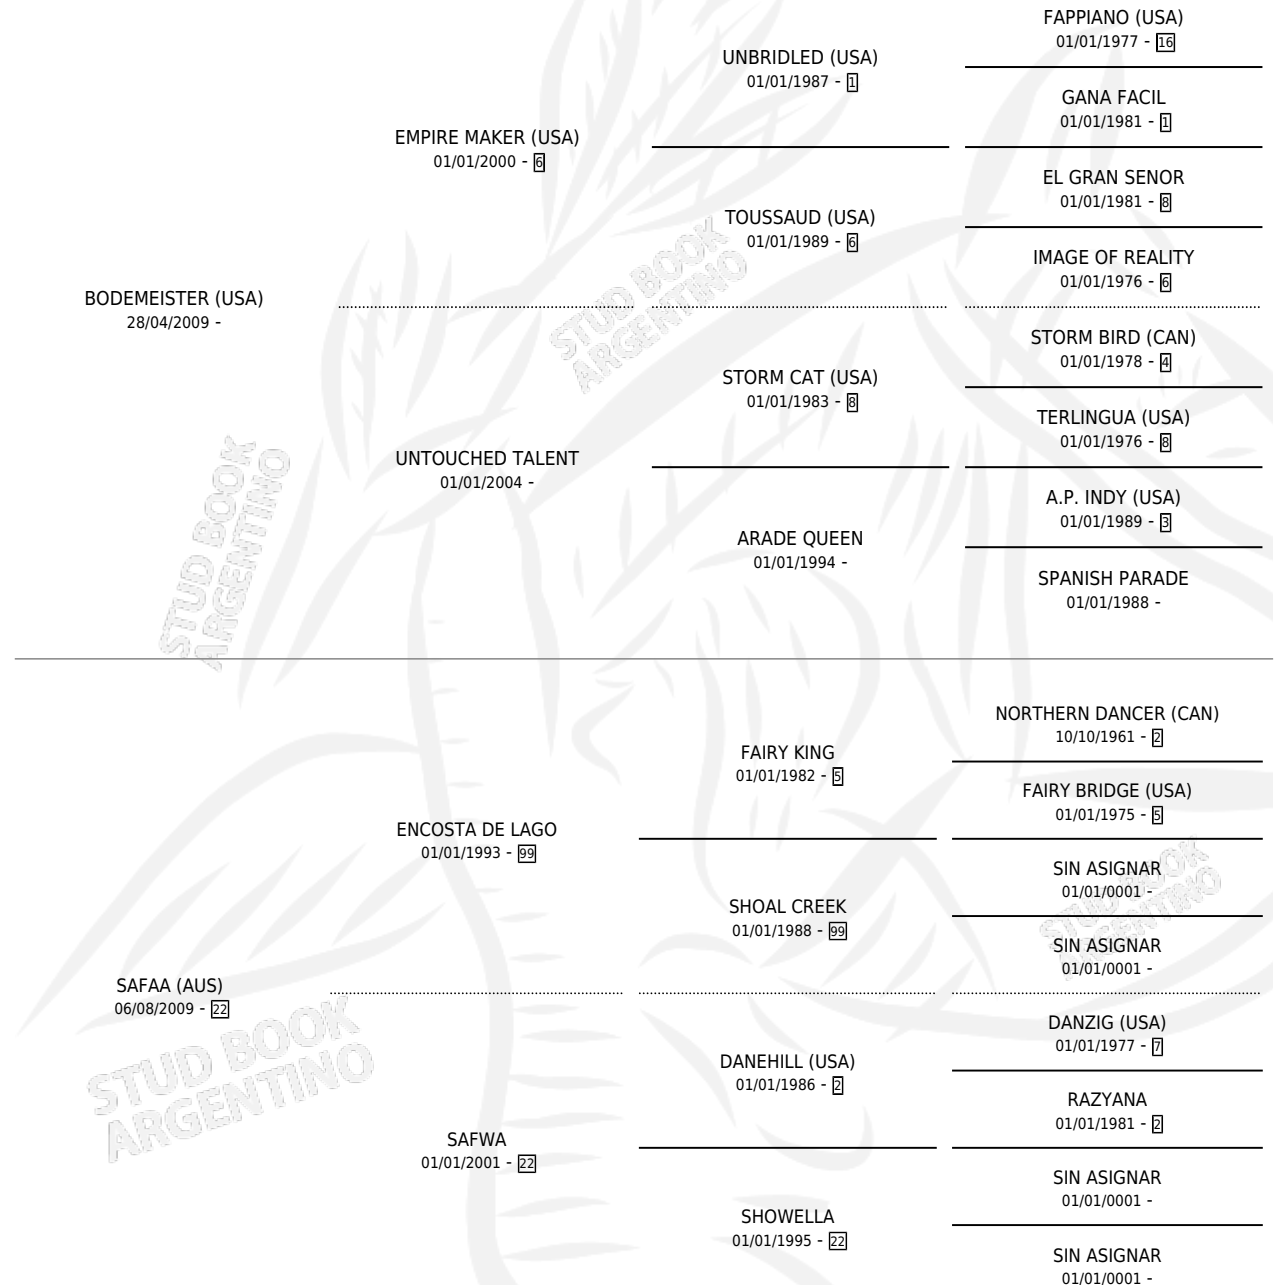 FAPPIANO (USA)
01/01/1977 - 16
UNBRIDLED (USA)
01/01/1987 - 1
GANA FACIL
01/01/1981 - 1
EMPIRE MAKER (USA)
01/01/2000 - 6
EL GRAN SENOR
01/01/1981 - 8
TOUSSAUD (USA)
01/01/1989 - 6
IMAGE OF REALITY
01/01/1976 - 6
BODEMEISTER (USA)
28/04/2009 -
STORM BIRD (CAN)
01/01/1978 - 4
STORM CAT (USA)
01/01/1983 - 8
TERLINGUA (USA)
01/01/1976 - 8
UNTOUCHED TALENT
01/01/2004 -
A.P. INDY (USA)
01/01/1989 - 3
ARADE QUEEN
01/01/1994 -
SPANISH PARADE
01/01/1988 -
NORTHERN DANCER (CAN)
10/10/1961 - 2
FAIRY KING
01/01/1982 - 5
FAIRY BRIDGE (USA)
01/01/1975 - 5
ENCOSTA DE LAGO
01/01/1993 - 99
SIN ASIGNAR
01/01/0001 -
SHOAL CREEK
01/01/1988 - 99
SIN ASIGNAR
01/01/0001 -
SAFAA (AUS)
06/08/2009 - 22
DANZIG (USA)
01/01/1977 - 7
DANEHILL (USA)
01/01/1986 - 2
RAZYANA
01/01/1981 - 2
SAFWA
01/01/2001 - 22
SIN ASIGNAR
01/01/0001 -
SHOWELLA
01/01/1995 - 22
SIN ASIGNAR
01/01/0001 -
STUD BOOK
ARGENTINO
STUD BOOK
ARGENTINO
STUD BOOK
ARGENTINO
STUD BOOK
ARGENTINO